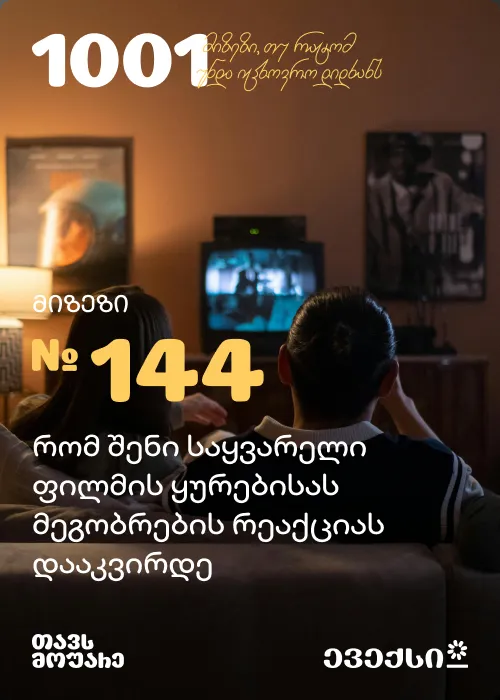 1001
მიზეზი, თუ რატომ
უნდა იცხოვრო დიდხანს
მიზეზი
№ 144
რომ შენი საყვარელი
ფილმის ყურებისას
მეგობრების რეაქციას
დააკვირდე
თავს
მოუარე
ევექსი